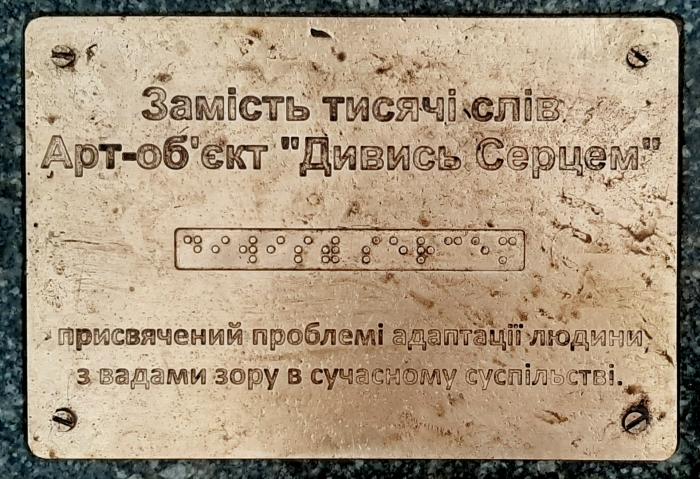 Замість тисячі слів
Арт-об'єкт "Дивись Серцем"
присвячений проблемі адаптації людини
з вадами зору в сучасному суспільстві.